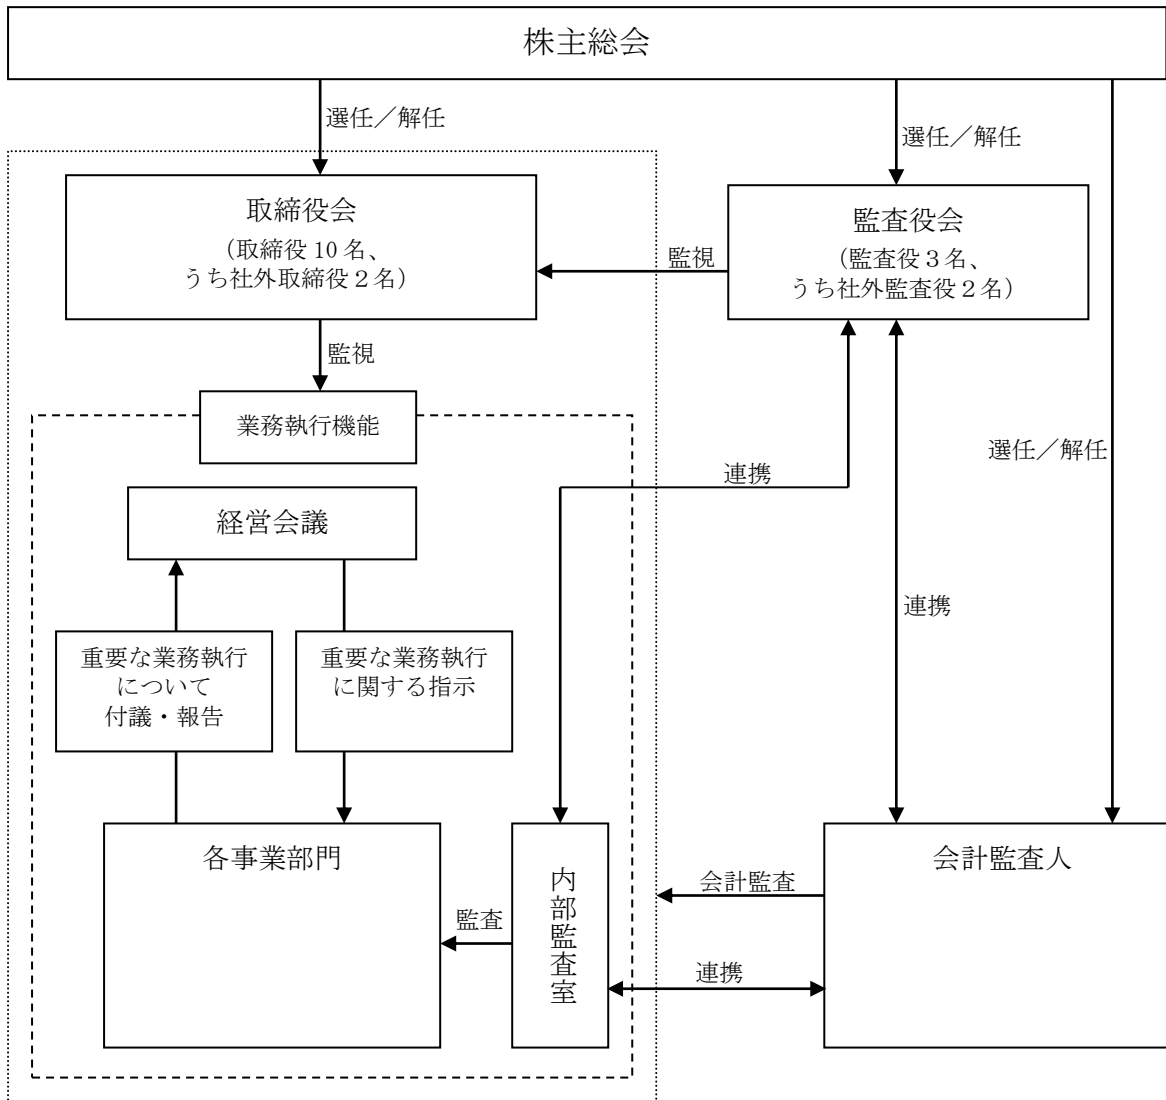 株主総会
選任／解任
選任／解任
取締役会
（取締役 10 名、
うち社外取締役２名）
監視
監査役会
（監査役３名、
うち社外監査役２名）
監視
業務執行機能
選任／解任
連携
経営会議
連携
重要な業務執行
について
付議・報告
重要な業務執行
に関する指示
各事業部門
監査
内部監査室
会計監査
会計監査人
連携